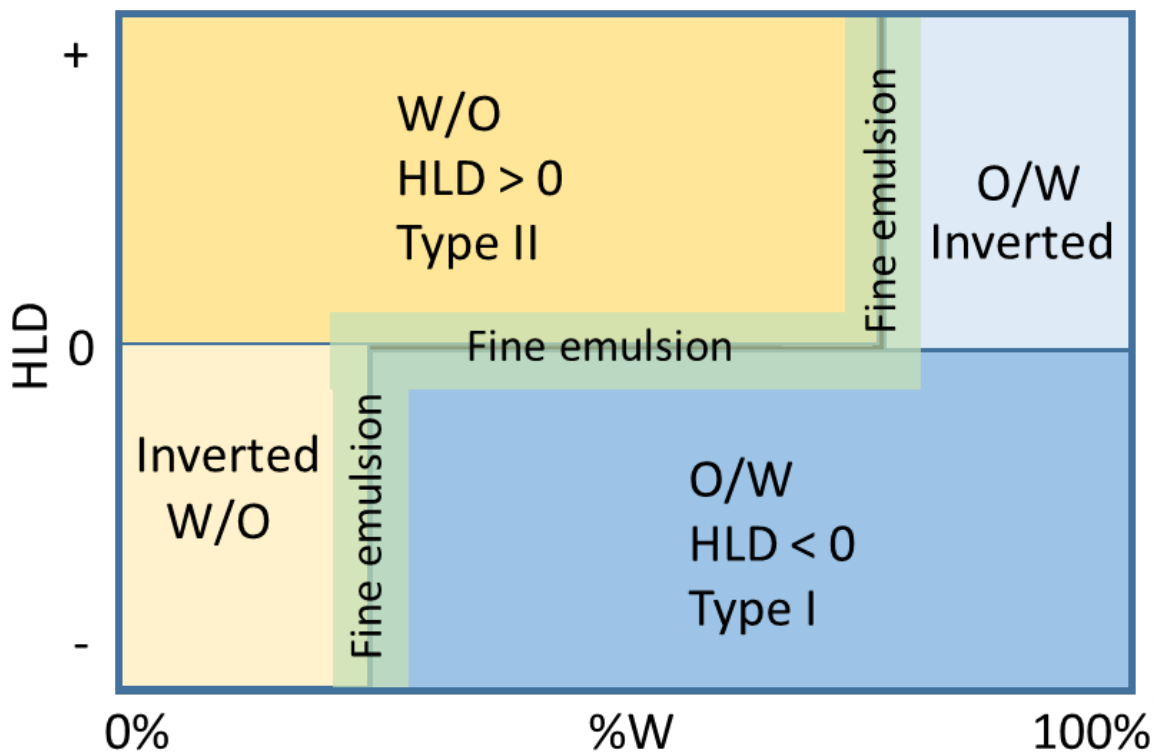 +
W/O
HLD > 0
Type II
Fine emulsion
O/W
Inverted
HLD
0
Fine emulsion
Inverted
W/O
Fine emulsion
O/W
HLD < 0
Type I
-
0%
%W
100%